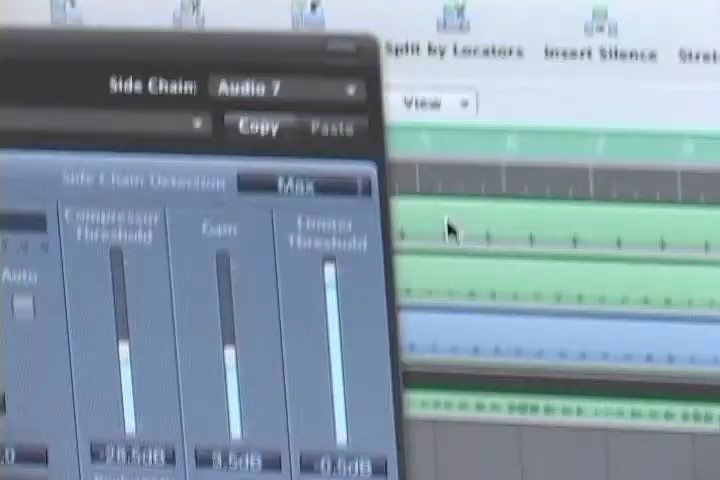 Split by Locators Insert Silence
Side Chain: Audio 7
View
Copy Paste
Side Chain Detection Max
Compressor Threshold Gain Limiter Threshold
Auto
3.5dB -0.5dB